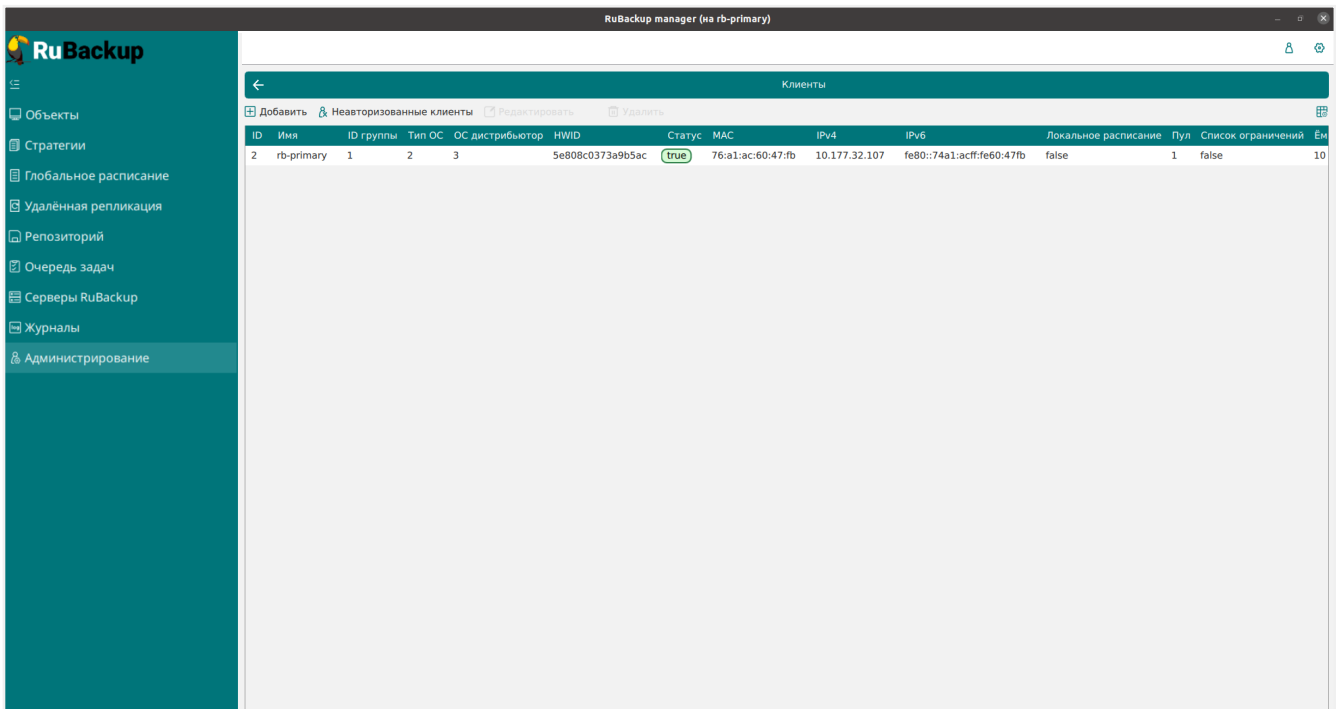 RuBackup manager (на rb-primary)
RuBackup
Клиенты
Добавить Неавторизованные клиенты Редактировать Удалить
ID Имя ID группы Тип ОС ОС дистрибьютор HWID Статус MAC IPv4 IPv6 Локальное расписание Пул Список ограничений Ём
2 rb-primary 1 2 3 5e808c0373a9b5ac true 76:a1:ac:60:47:fb 10.177.32.107 fe80::74a1:acff:fe60:47fb false 1 false 10
Объекты
Стратегии
Глобальное расписание
Удалённая репликация
Репозиторий
Очередь задач
Серверы RuBackup
Журналы
Администрирование